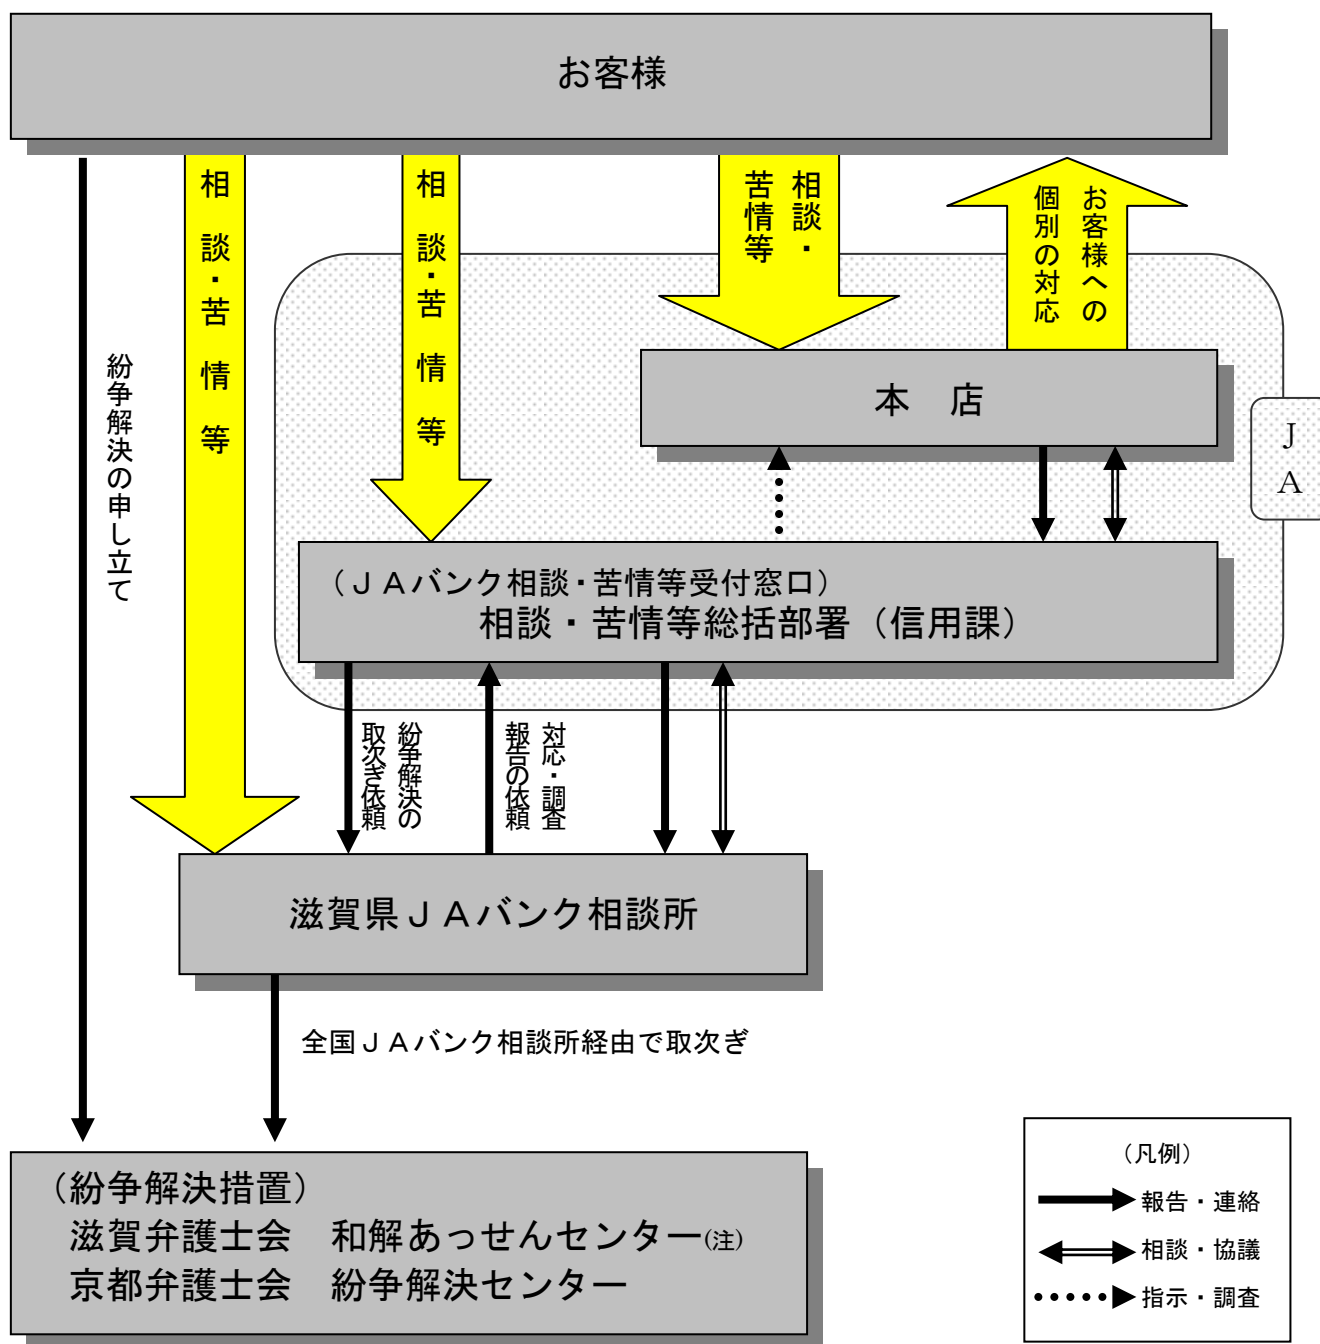 お客様
相談・苦情等
相談・苦情等
相談・
苦情等
お客様への
個別の対応
紛争解決の申し立て
本　店
ＪＡ
（ＪＡバンク相談・苦情等受付窓口）
相談・苦情等総括部署（信用課）
紛争解決の
取次ぎ依頼
対応・調査
報告の依頼
滋賀県ＪＡバンク相談所
全国ＪＡバンク相談所経由で取次ぎ
（紛争解決措置）
滋賀弁護士会　和解あっせんセンター(注)
京都弁護士会　紛争解決センター
（凡例）
報告・連絡
相談・協議
指示・調査